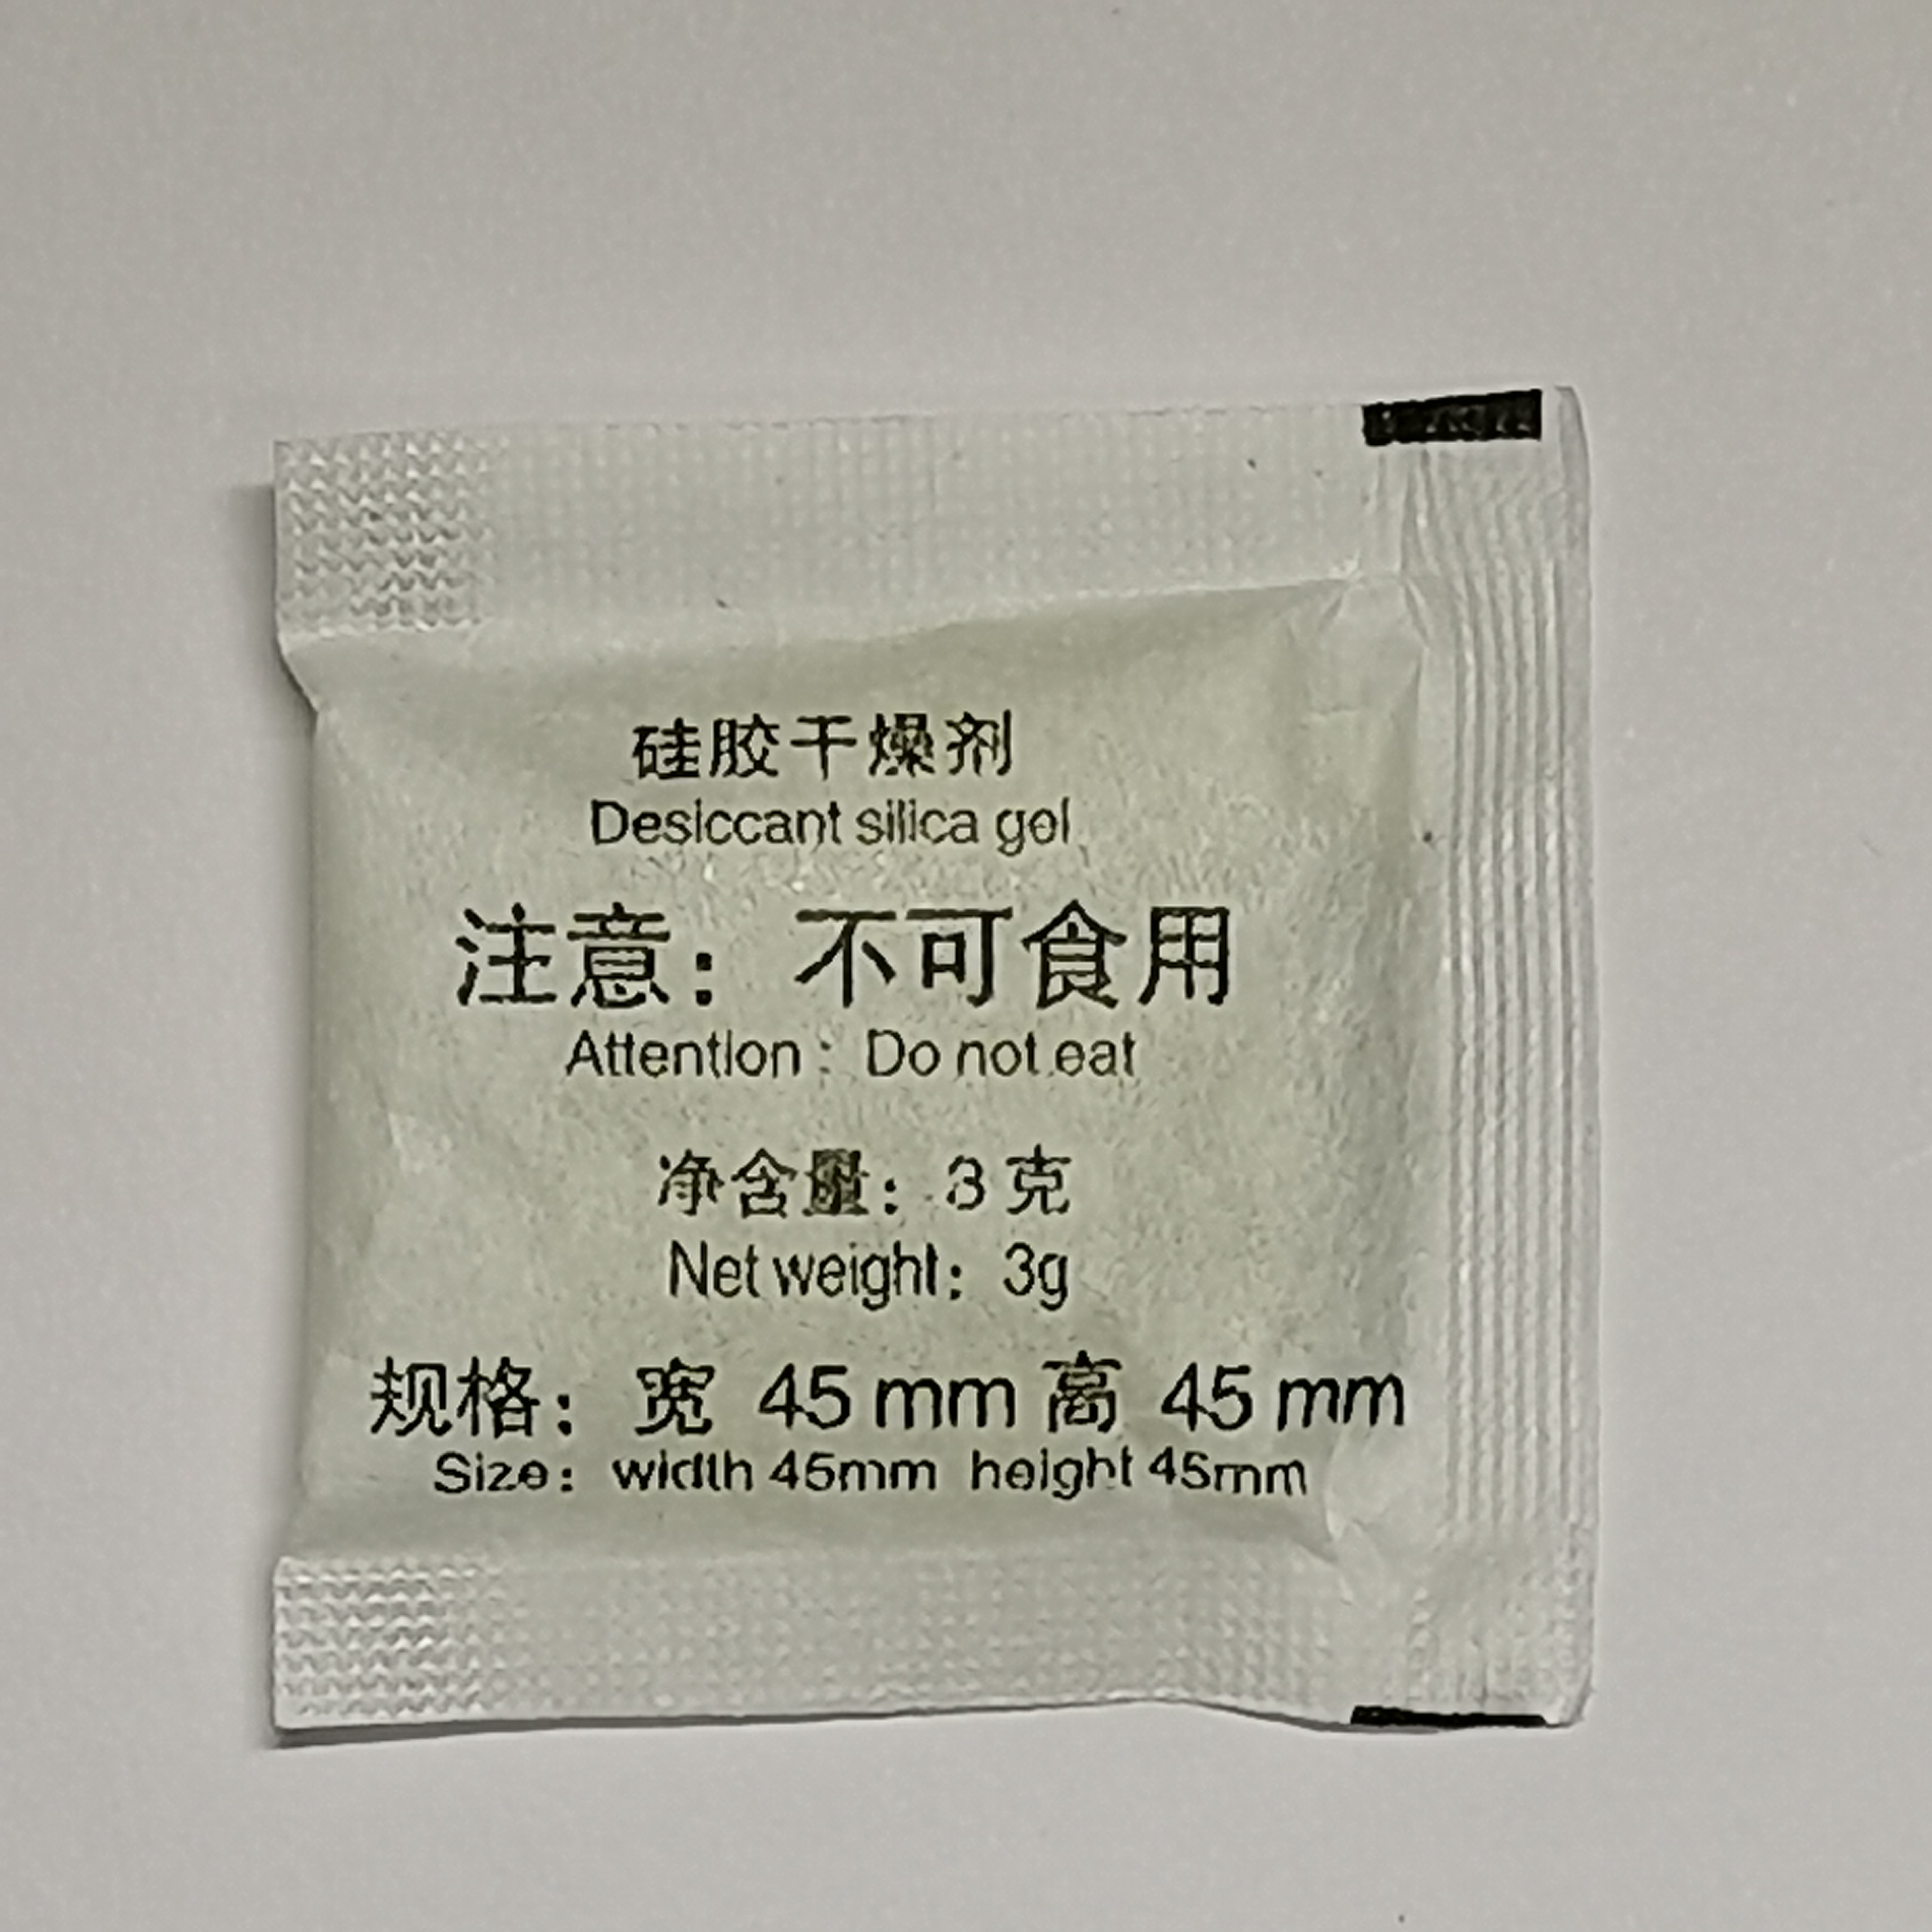 硅胶干燥剂
Desiccant silica gel
注意：不可食用
Attention : Do not eat
净含量：3 克
Net weight：3g
规格：宽 45 mm 高 45 mm
Size：width 45mm height 45mm